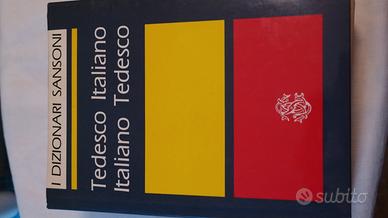 I DIZIONARI SANSONI
Tedesco Italiano
Italiano Tedesco
subito